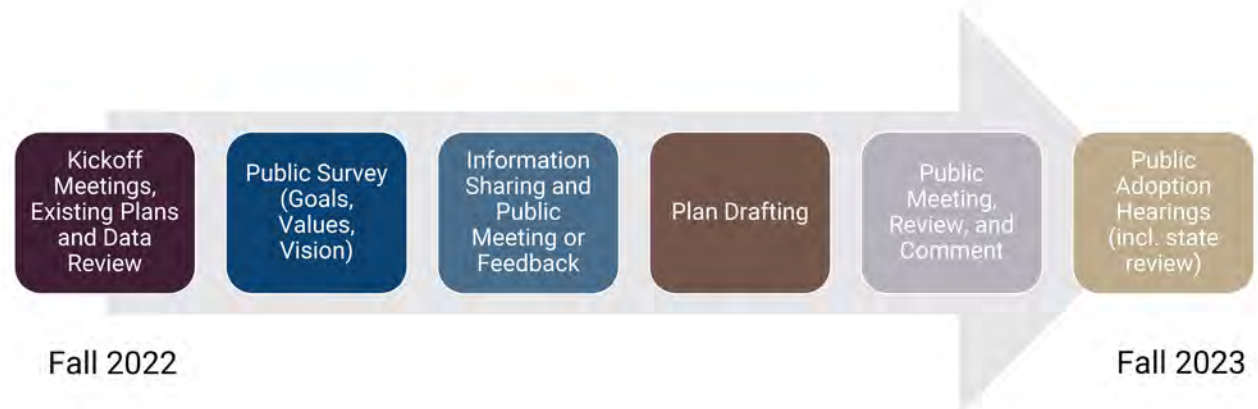 Kickoff
Meetings,
Existing Plans
and Data
Review
Public Survey
(Goals,
Values,
Vision)
Information
Sharing and
Public
Meeting or
Feedback
Plan Drafting
Public
Meeting,
Review, and
Comment
Public
Adoption
Hearings
(incl. state
review)
Fall 2022
Fall 2023